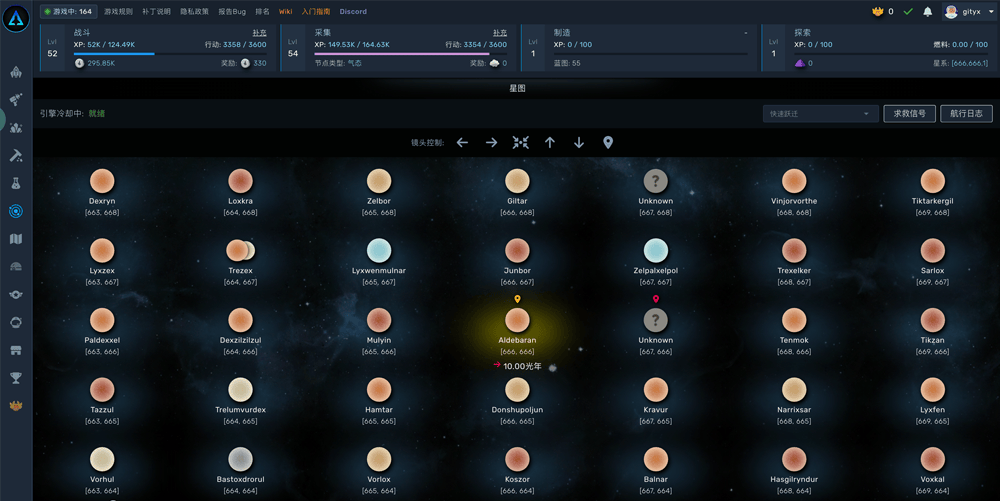 游戏中: 164 游戏规则 补丁说明 隐私政策 报告Bug 排名 Wiki 入门指南 Discord 0 gityx
Lvl 52 战斗 补充
XP: 52K / 124.49K 行动: 3358 / 3600
295.85K 奖励: 330
Lvl 54 采集 补充
XP: 149.53K / 164.63K 行动: 3354 / 3600
节点类型: 气态 奖励: 0
Lvl 1 制造 -
XP: 0 / 100
蓝图: 55
Lvl 1 探索
XP: 0 / 100 燃料: 0.00 / 100
0 星系: [666,666,1]
星图
引擎冷却中: 就绪 快速跃迁 求救信号 航行日志
镜头控制:
Dexryn Loxkra Zelbor Giltar Unknown Vinjorvorthe Tiktarkergil
[663, 668] [664, 668] [665, 668] [666, 668] [667, 668] [668, 668] [669, 668]
Lyxzex Trezex Lyxwenmulnar Junbor Zelpalxelpol Trexelker Sarlox
[663, 667] [664, 667] [665, 667] [666, 667] [667, 667] [668, 667] [669, 667]
Paldexxel Dexzilzilzul Mulyin Aldebaran Unknown Tenmok Tikzan
[663, 666] [664, 666] [665, 666] [666, 666] [667, 666] [668, 666] [669, 666]
10.00光年
Tazzul Trelumvurdex Hamtar Donshupoljun Kravur Narrixsar Lyxfen
[663, 665] [664, 665] [665, 665] [666, 665] [667, 665] [668, 665] [669, 665]
Vorhul Bastoxdrorul Vorlox Koszor Balnar Hasgilryndur Voxkal
[663, 664] [664, 664] [665, 664] [666, 664] [667, 664] [668, 664] [669, 664]